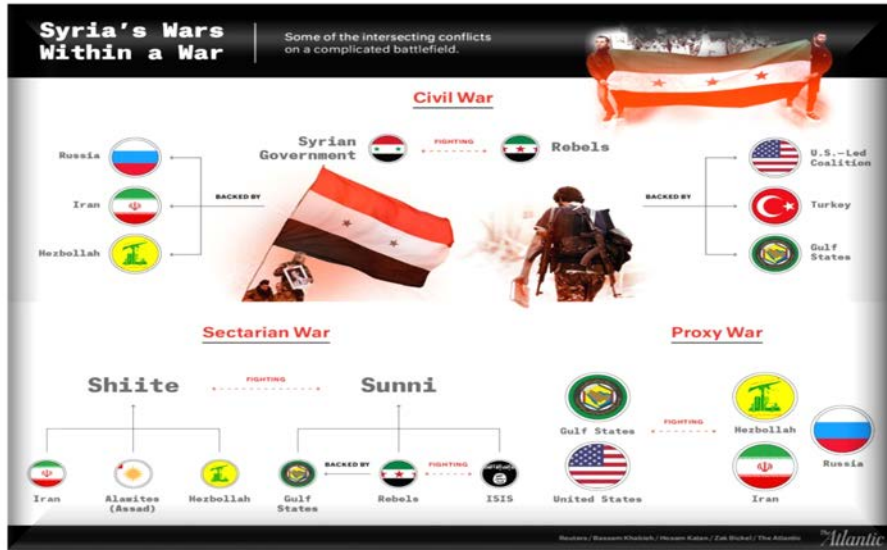 Syria's Wars
Within a War
Some of the intersecting conflicts
on a complicated battlefield.
Civil War
Russia
Iran
Hezbollah
BACKED BY
Syrian
Government
FIGHTING
Rebels
BACKED BY
U.S.-Led
Coalition
Turkey
Gulf
States
Sectarian War
Shiite
FIGHTING
Sunni
Iran
Alawites
(Assad)
Hezbollah
Gulf
States
BACKED BY
Rebels
FIGHTING
ISIS
Proxy War
Gulf States
United States
FIGHTING
Hezbollah
Iran
Russia
Reuters / Bassam Khabieh / Hosam Katan / Zak Bickel / The Atlantic
The Atlantic